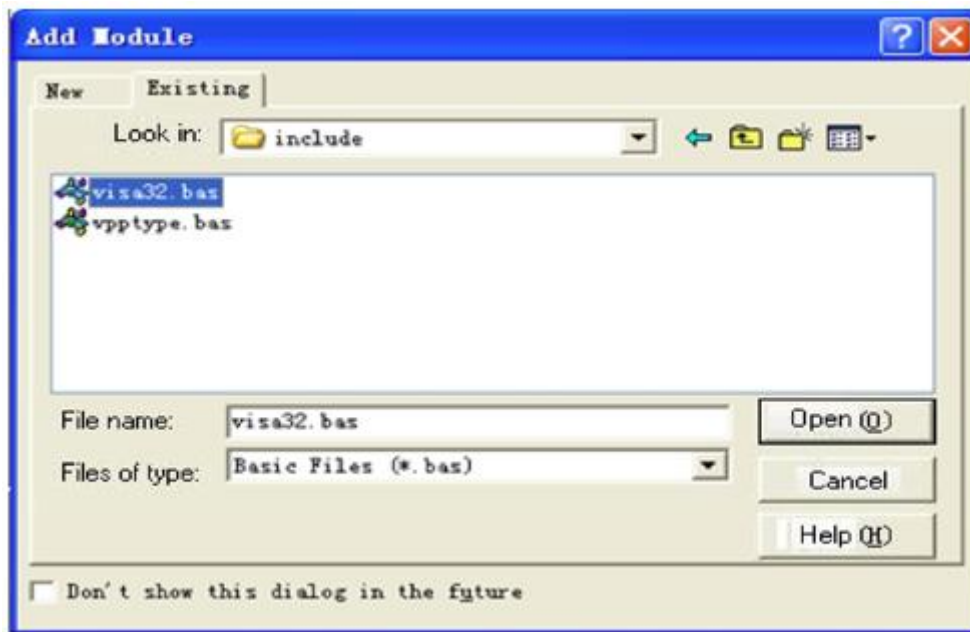 Add Module
New Existing
Look in: include
visa32.bas
vpptype.bas
File name: visa32.bas Open (O)
Files of type: Basic Files (*.bas)
Cancel
Help (H)
Don't show this dialog in the future